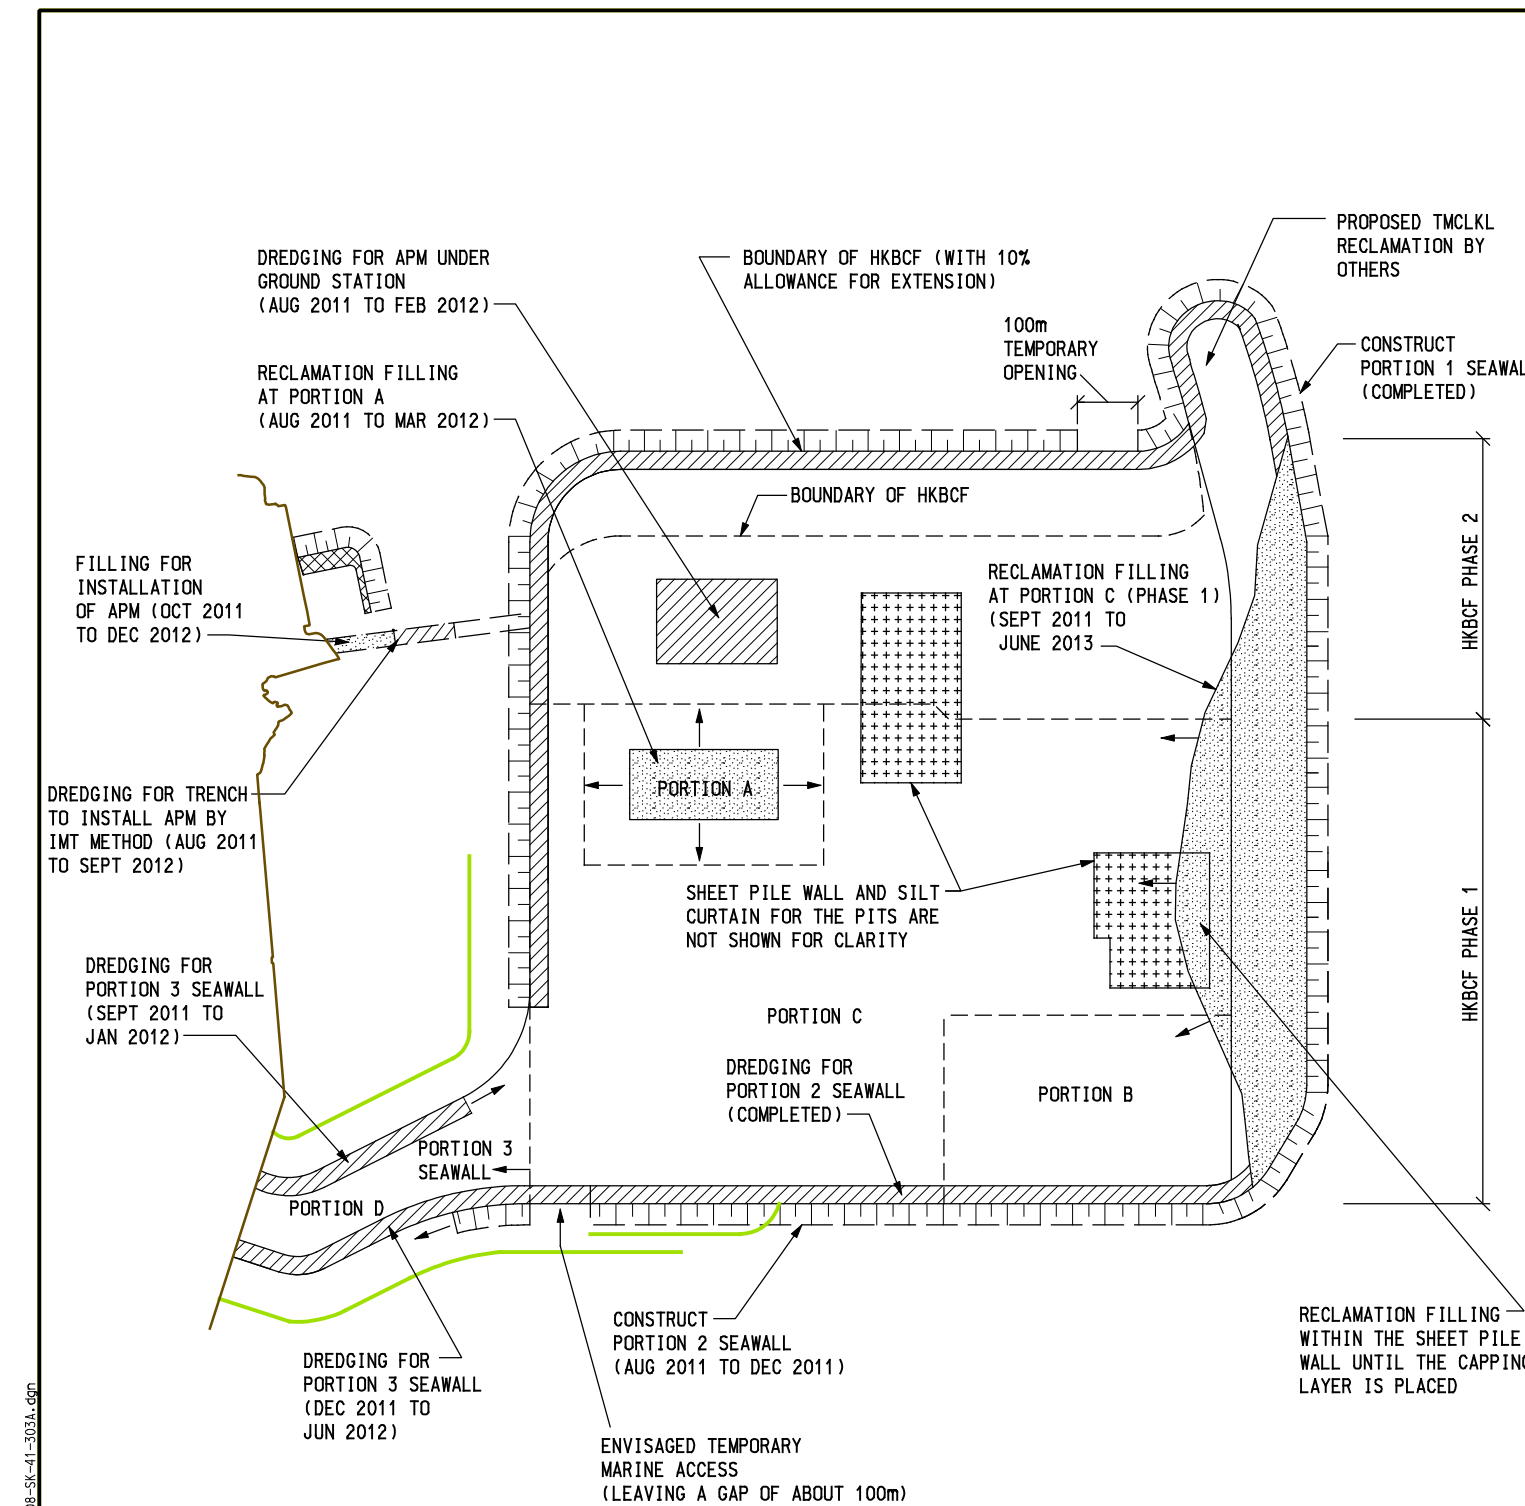 PROPOSED TMCLKL
RECLAMATION BY
OTHERS
DREDGING FOR APM UNDER
GROUND STATION
(AUG 2011 TO FEB 2012)
BOUNDARY OF HKBCF (WITH 10%
ALLOWANCE FOR EXTENSION)
100m
TEMPORARY
OPENING
CONSTRUCT
PORTION 1 SEAWAL
(COMPLETED)
RECLAMATION FILLING
AT PORTION A
(AUG 2011 TO MAR 2012)
BOUNDARY OF HKBCF
HKBCF PHASE 2
FILLING FOR
INSTALLATION
OF APM (OCT 2011
TO DEC 2012)
RECLAMATION FILLING
AT PORTION C (PHASE 1)
(SEPT 2011 TO
JUNE 2013
DREDGING FOR TRENCH
TO INSTALL APM BY
IMT METHOD (AUG 2011
TO SEPT 2012)
PORTION A
SHEET PILE WALL AND SILT
CURTAIN FOR THE PITS ARE
NOT SHOWN FOR CLARITY
HKBCF PHASE 1
DREDGING FOR
PORTION 3 SEAWALL
(SEPT 2011 TO
JAN 2012)
PORTION C
DREDGING FOR
PORTION 2 SEAWALL
(COMPLETED)
PORTION B
PORTION 3
SEAWALL
PORTION D
CONSTRUCT
PORTION 2 SEAWALL
(AUG 2011 TO DEC 2011)
RECLAMATION FILLING
WITHIN THE SHEET PILE
WALL UNTIL THE CAPPING
LAYER IS PLACED
DREDGING FOR
PORTION 3 SEAWALL
(DEC 2011 TO
JUN 2012)
ENVISAGED TEMPORARY
MARINE ACCESS
(LEAVING A GAP OF ABOUT 100m)
08-SK-41-303A.dgn